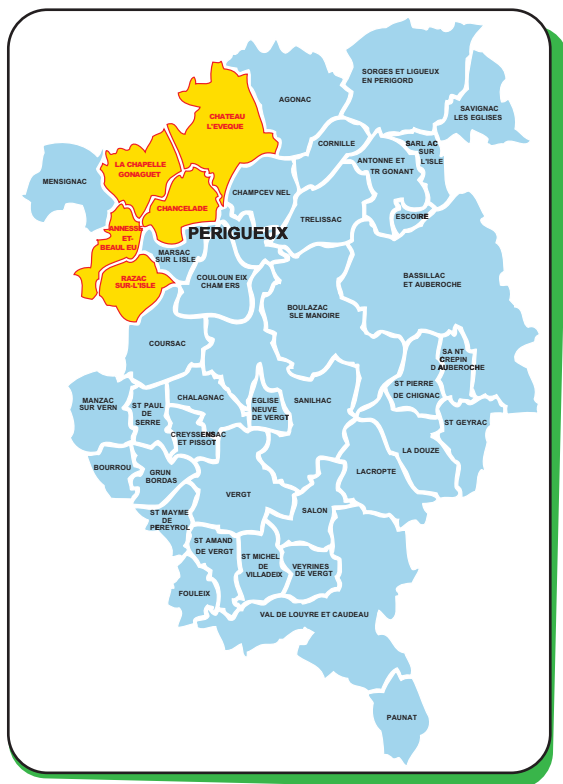 SORGES ET LIGUEUX
EN PERIGORD
AGONAC
SAVIGNAC
LES EGLISES
CHATEAU
L'EVEQUE
CORNILLE
SARL AC
SUR
L'ISLE
ANTONNE ET
TR GONANT
LA CHAPELLE
GONAGUET
MENSIGNAC
CHAMPCEV NEL
CHANCELADE
TRELISSAC
ESCOIRE
ANNESSE
ET-
BEAUL EU
PERIGUEUX
MARSAC
SUR L ISLE
RAZAC
SUR-L'ISLE
COULOUN EIX
CHAM ERS
BASSILLAC
ET AUBEROCHE
BOULAZAC
SLE MANOIRE
COURSAC
SA NT
CREPIN
D'AUBEROCHE
ST PIERRE
DE CHIGNAC
MANZAC
SUR VERN
ST PAUL
DE
SERRE
CHALAGNAC
EGLISE
NEUVE
DE VERGT
SANILHAC
ST GEYRAC
CREYSSENSAC
ET PISSOT
LA DOUZE
BOURROU
GRUN
BORDAS
LACROPTE
VERGT
SALON
ST MAYME
DE
PEREYROL
ST AMAND
DE VERGT
ST MICHEL
DE
VILLADEIX
VEYRINES
DE VERGT
FOULEIX
VAL DE LOUYRE ET CAUDEAU
PAUNAT